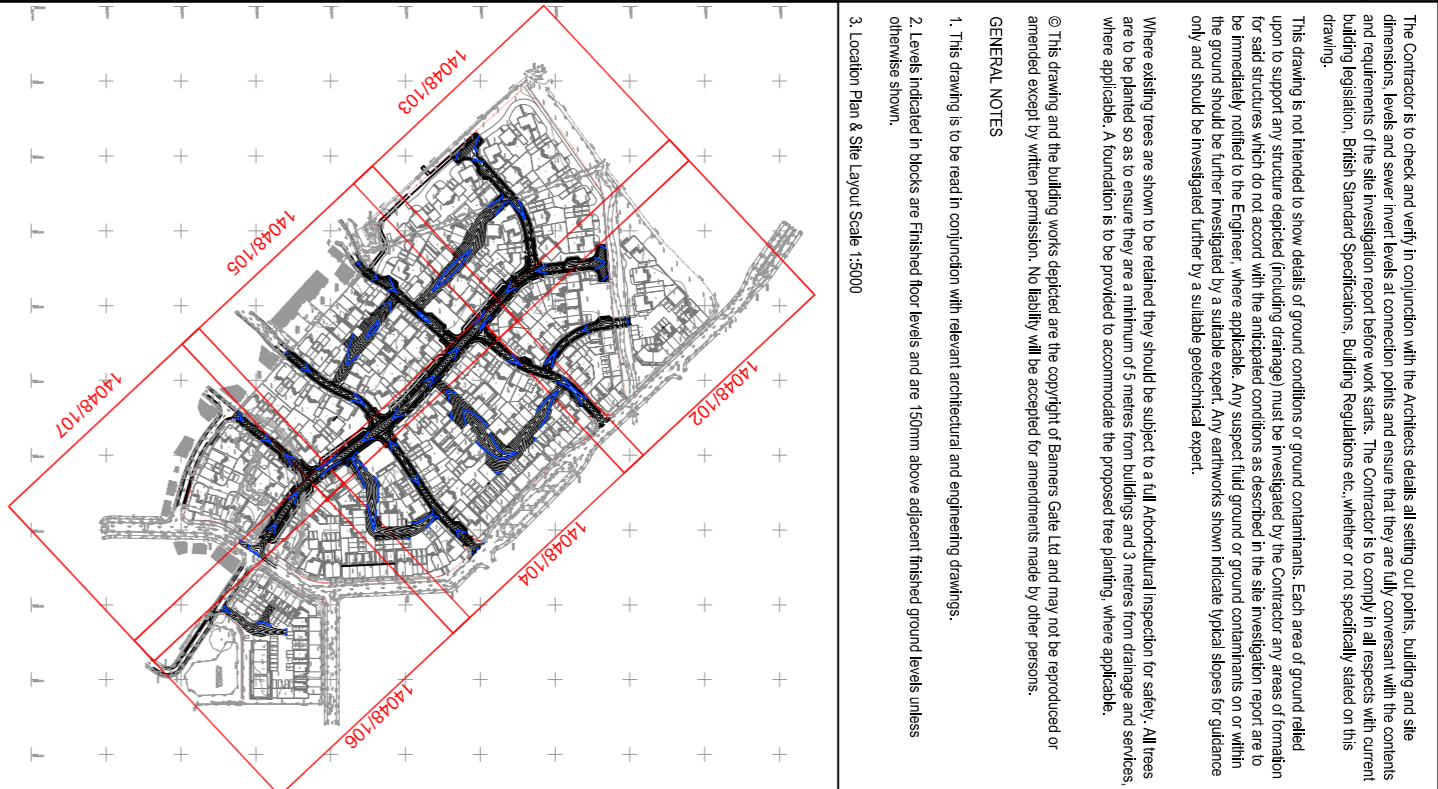 The Contractor is to check and verify in conjunction with the Architects details all setting out points, building and site
dimensions, levels and sewer invert levels at connection points and ensure that they are fully conversant with the contents
and requirements of the site investigation report before work starts. The Contractor is to comply in all respects with current
building legislation, British Standard Specifications, Building Regulations etc., whether or not specifically stated on this
drawing.
This drawing is not intended to show details of ground conditions or ground contaminants. Each area of ground relied
upon to support any structure depicted (including drainage) must be investigated by the Contractor any areas of formation
for said structures which do not accord with the anticipated conditions as described in the site investigation report are to
be immediately notified to the Engineer, where applicable. Any suspect fluid ground or ground contaminants on or within
the ground should be further investigated by a suitable expert. Any earthworks shown indicate typical slopes for guidance
only and should be investigated further by a suitable geotechnical expert.
Where existing trees are shown to be retained they should be subject to a full Arboricultural inspection for safety. All trees
are to be planted so as to ensure they are a minimum of 5 metres from buildings and 3 metres from drainage and services,
where applicable. A foundation is to be provided to accommodate the proposed tree planting, where applicable.
© This drawing and the building works depicted are the copyright of Banners Gate Ltd and may not be reproduced or
amended except by written permission. No liability will be accepted for amendments made by other persons.
GENERAL NOTES
1. This drawing is to be read in conjunction with relevant architectural and engineering drawings.
2. Levels indicated in blocks are Finished floor levels and are 150mm above adjacent finished ground levels unless
otherwise shown.
3. Location Plan & Site Layout Scale 1:5000
14048/103
14048/105
14048/107
14048/102
14048/104
14048/106